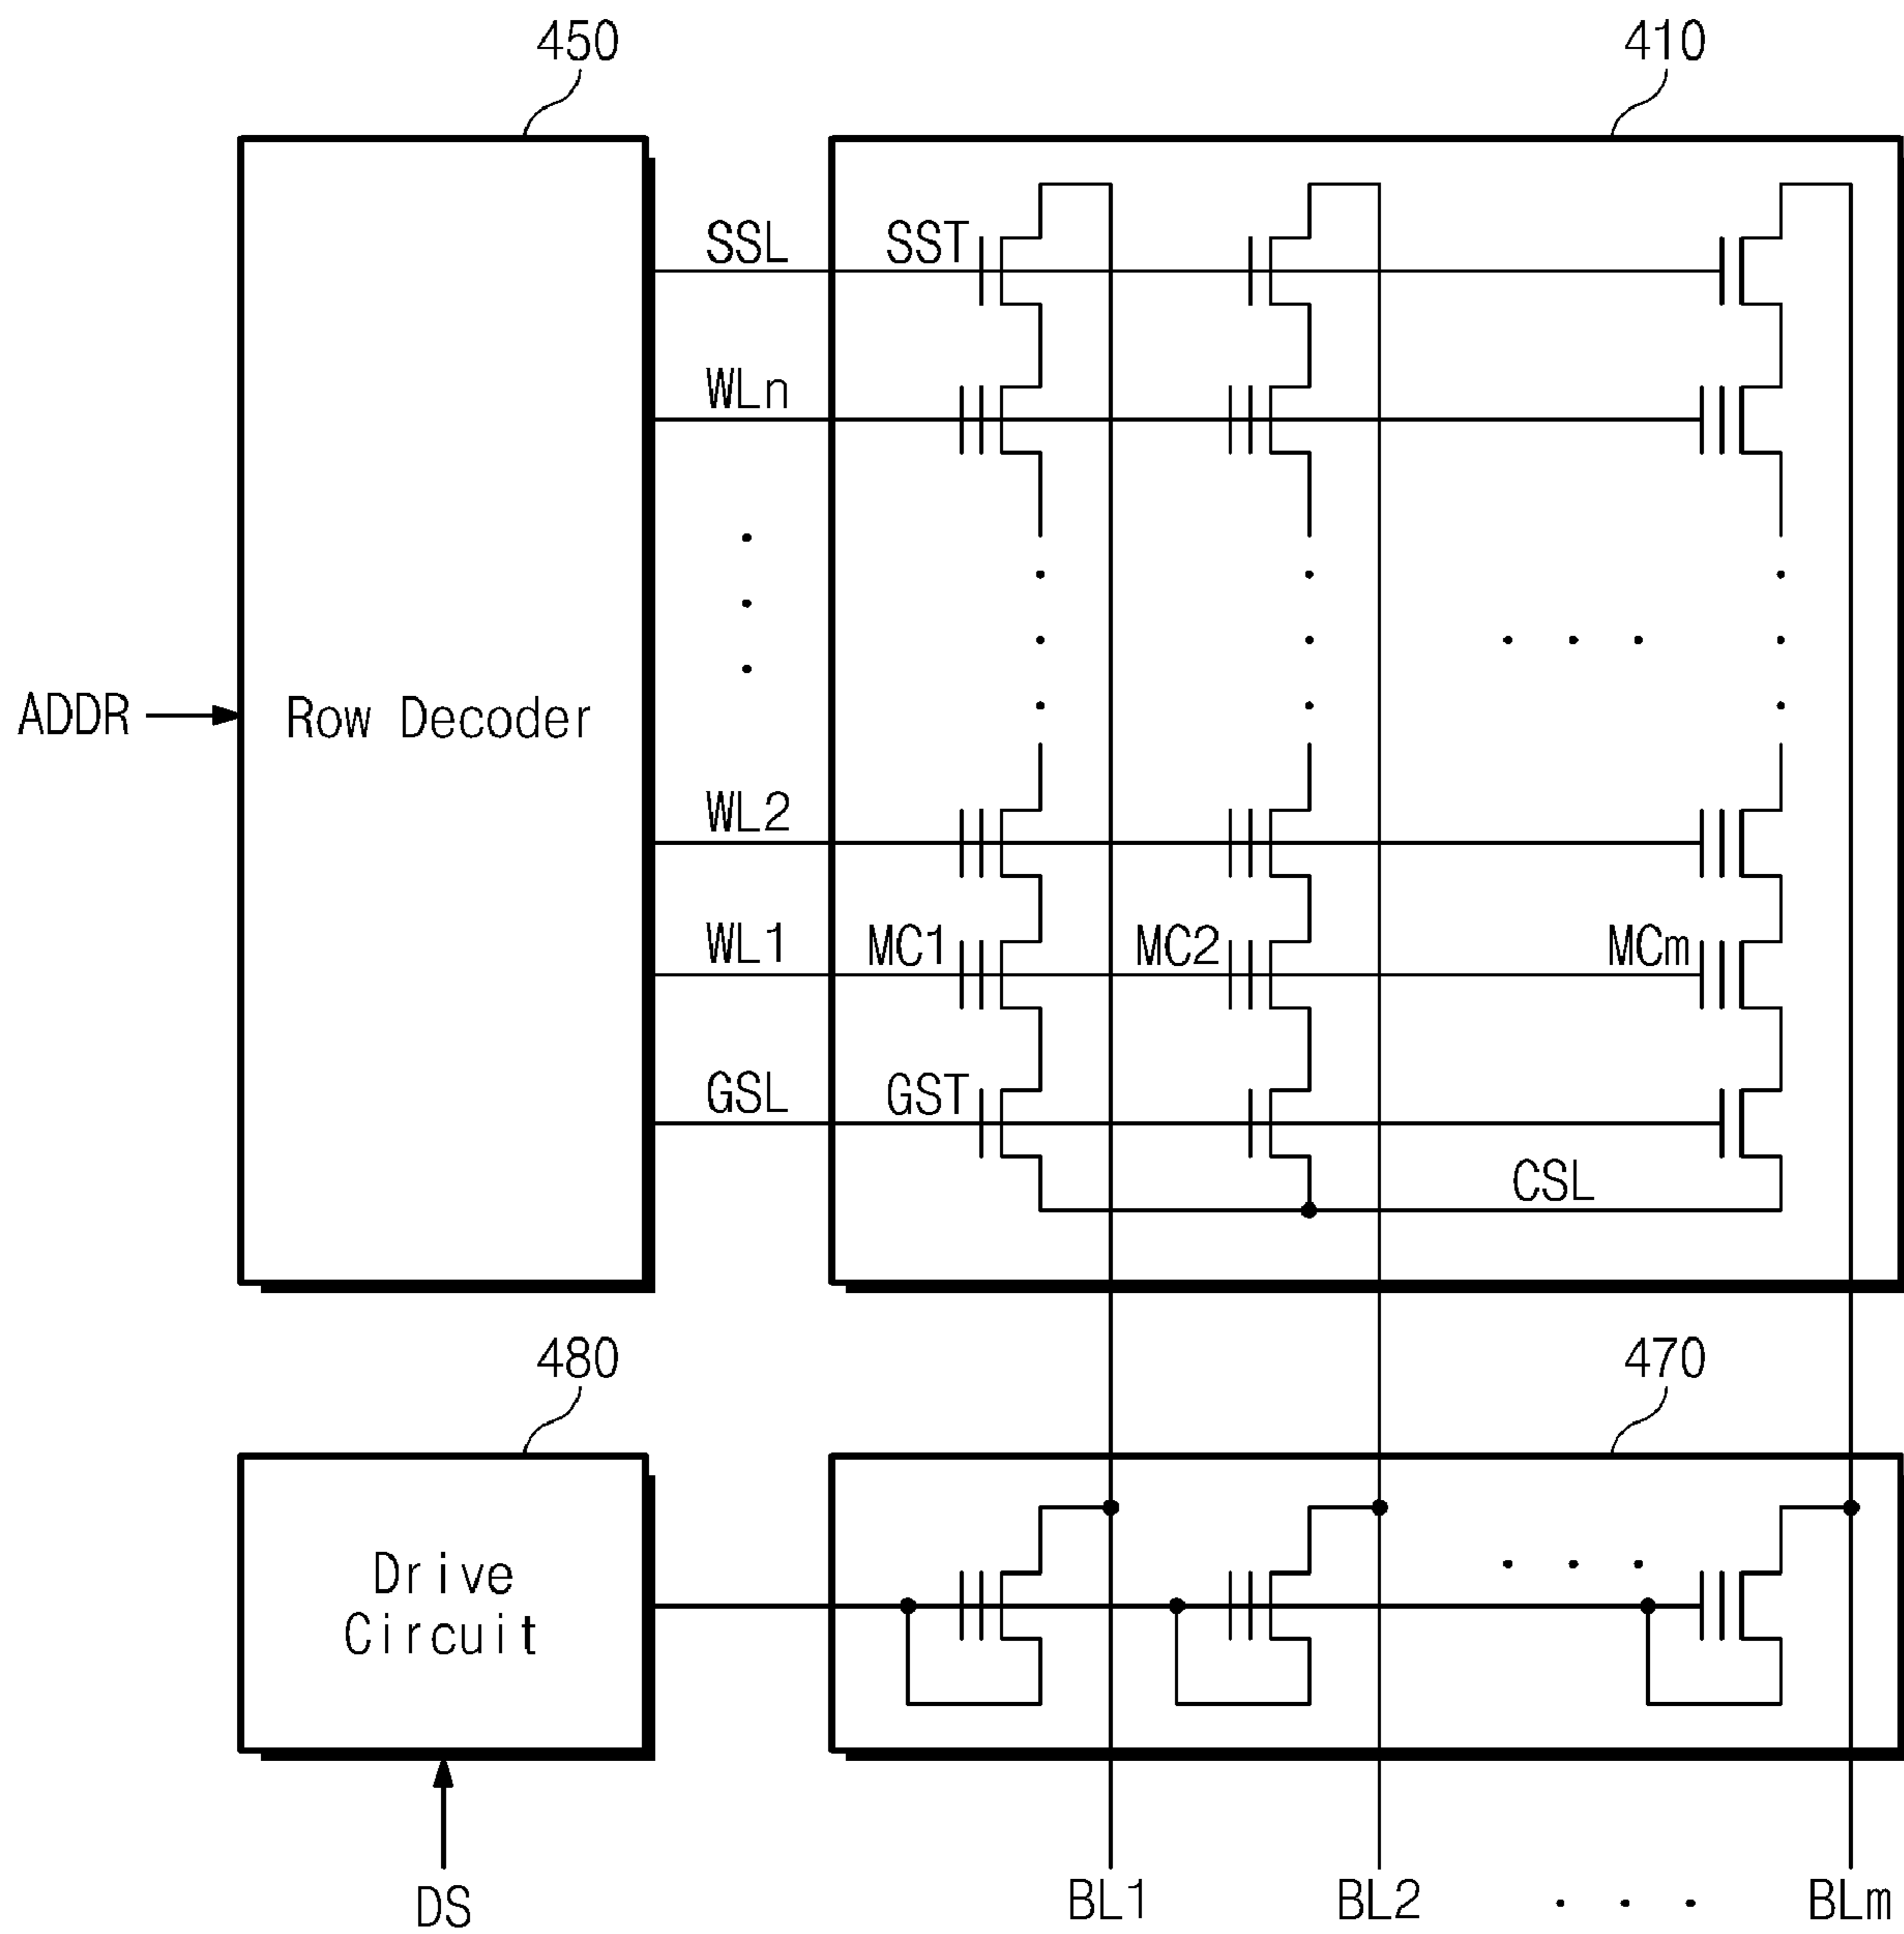 450
410
SSL
SST
WLn
ADDR
Row Decoder
WL2
WL1
MC1
MC2
MCm
GSL
GST
CSL
480
470
Drive
Circuit
DS
BL1
BL2
BLm